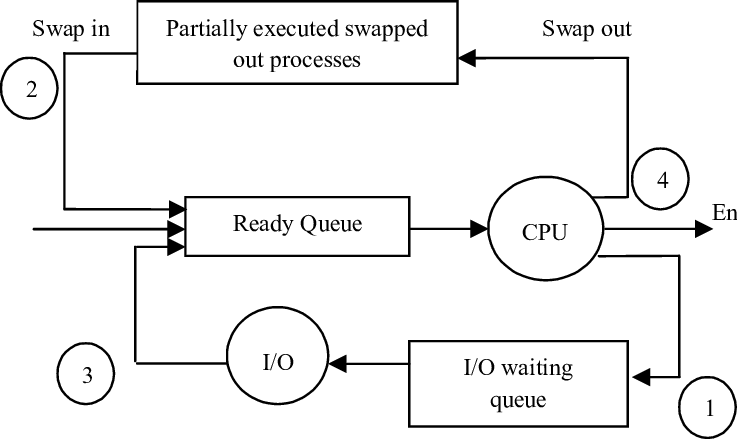 Swap in
Partially executed swapped
out processes
Swap out
2
4
Ready Queue
CPU
En
I/O
I/O waiting
queue
3
1